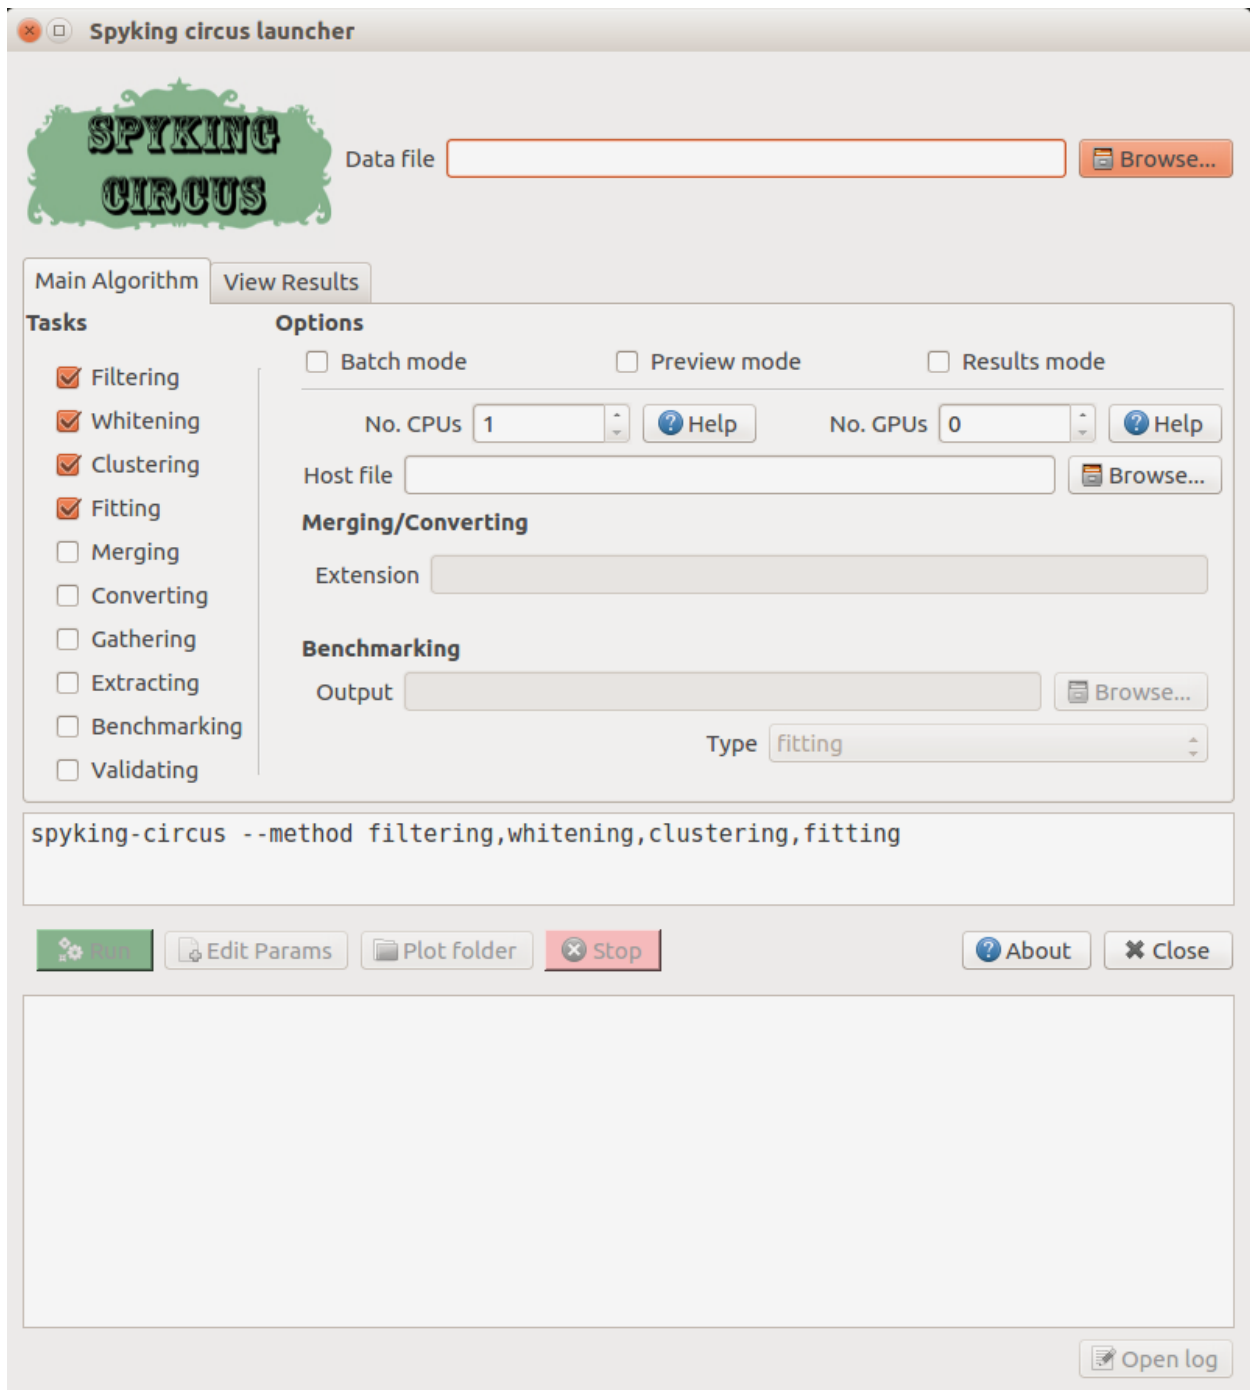 Spyking circus launcher
SPYKING
CIRCUS
Data file
Browse...
Main Algorithm View Results
Tasks
Filtering
Whitening
Clustering
Fitting
Merging
Converting
Gathering
Extracting
Benchmarking
Validating
Options
Batch mode Preview mode Results mode
No. CPUs 1 Help No. GPUs 0 Help
Host file Browse...
Merging/Converting
Extension
Benchmarking
Output Browse...
Type fitting
spyking-circus --method filtering,whitening,clustering,fitting
Run Edit Params Plot folder Stop About Close
Open log